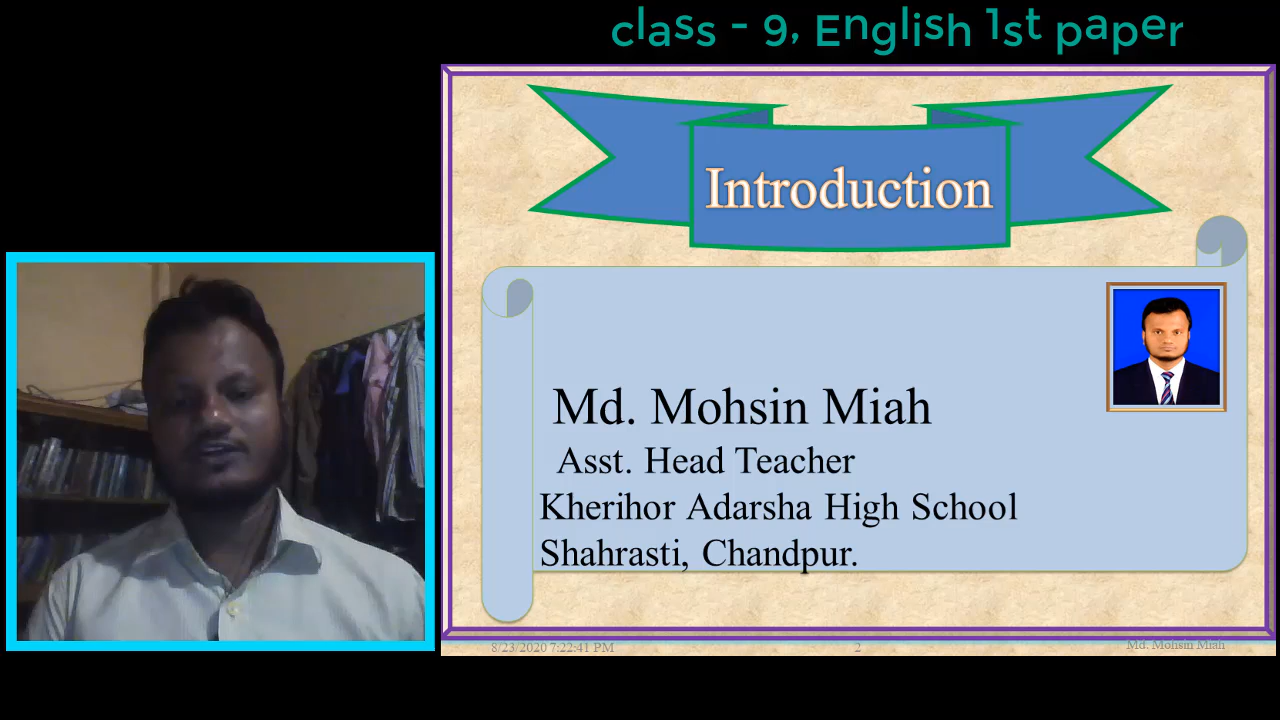 class - 9, English 1st paper
Introduction
Md. Mohsin Miah
Asst. Head Teacher
Kherihor Adarsha High School
Shahrasti, Chandpur.
8/23/2020 7:22:41 PM 2 Md. Mohsin Miah